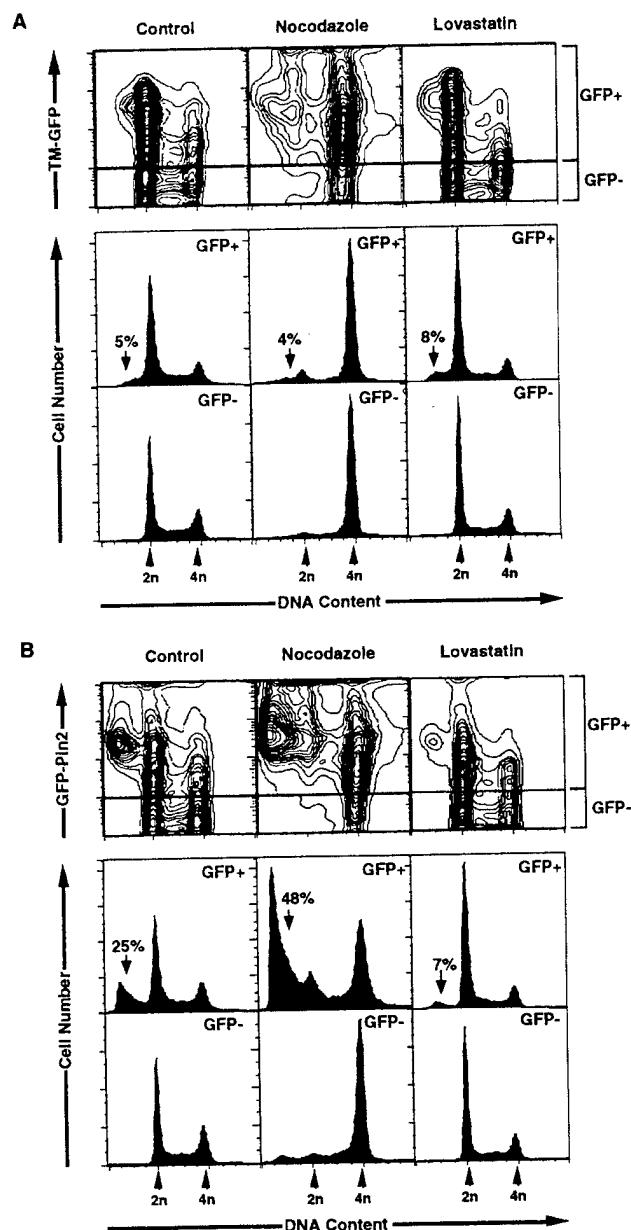 A
Control Nocodazole Lovastatin
TM-GFP
GFP+
GFP-
Cell Number
GFP+ GFP+ GFP+
5% 4% 8%
GFP- GFP- GFP-
2n 4n 2n 4n 2n 4n
DNA Content
B
Control Nocodazole Lovastatin
GFP-Pin2
GFP+
GFP-
Cell Number
GFP+ GFP+ GFP+
25% 48% 7%
GFP- GFP- GFP-
2n 4n 2n 4n 2n 4n
DNA Content